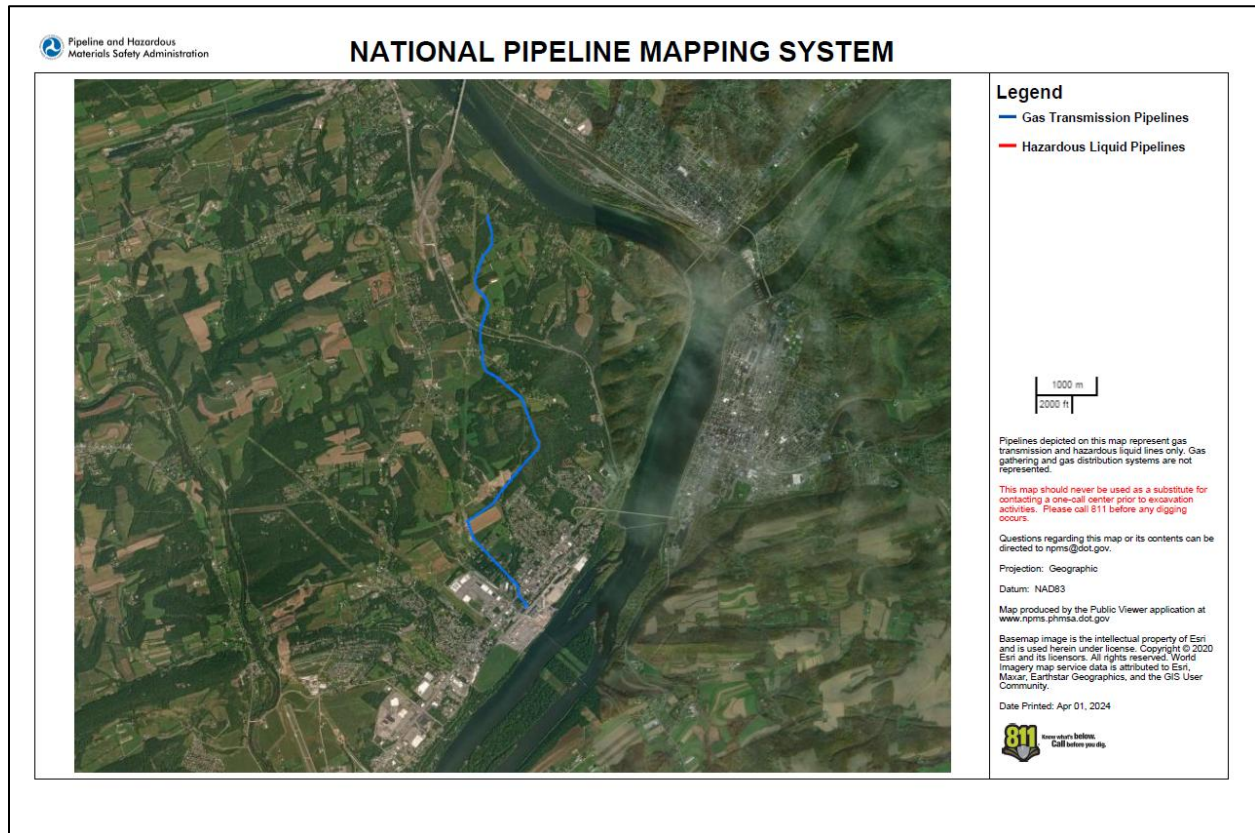 Pipeline and Hazardous
Materials Safety Administration
NATIONAL PIPELINE MAPPING SYSTEM
Legend
Gas Transmission Pipelines
Hazardous Liquid Pipelines
1000 m
2000 ft
Pipelines depicted on this map represent gas
transmission and hazardous liquid lines only. Gas
gathering and gas distribution systems are not
represented.
This map should never be used as a substitute for
contacting a one-call center prior to excavation
activities. Please call 811 before any digging
occurs.
Questions regarding this map or its contents can be
directed to npms@dot.gov.
Projection: Geographic
Datum: NAD83
Map produced by the Public Viewer application at
www.npms.phmsa.dot.gov
Basemap image is the intellectual property of Esri
and is used herein under license. Copyright © 2020
Esri and its licensors. All rights reserved. World
Imagery map service data is attributed to Esri,
Maxar, Earthstar Geographics, and the GIS User
Community.
Date Printed: Apr 01, 2024
811
Know what's below.
Call before you dig.